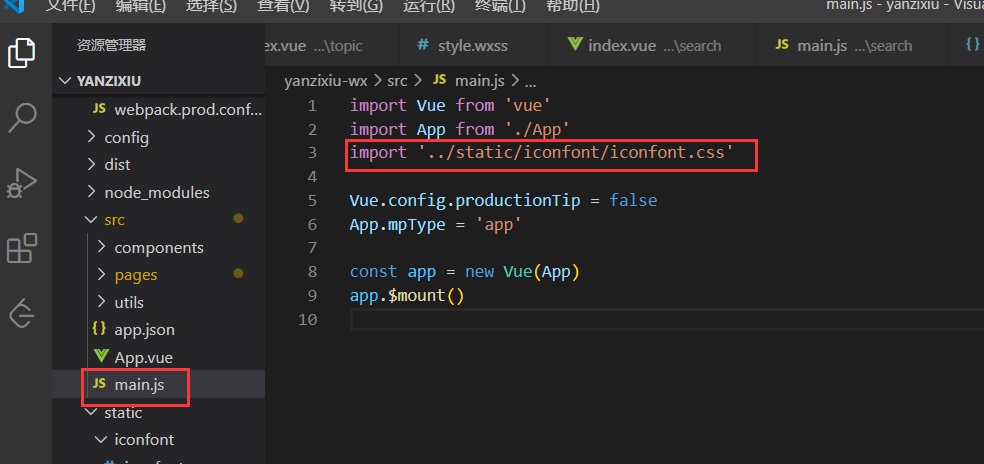 文件(F) 编辑(E) 选择(S) 查看(V) 转到(G) 运行(R) 终端(T) 帮助(H) main.js - yanzixiu - Visua
资源管理器
ex.vue ...\topic # style.wxss index.vue ...\search JS main.js ...\search {}
YANZIXIU
yanzixiu-wx > src > JS main.js > ...
JS webpack.prod.conf...
config
dist
node_modules
src
components
pages
utils
{} app.json
App.vue
JS main.js
static
iconfont
1 import Vue from 'vue'
2 import App from './App'
3 import '../static/iconfont/iconfont.css'
4
5 Vue.config.productionTip = false
6 App.mpType = 'app'
7
8 const app = new Vue(App)
9 app.$mount()
10